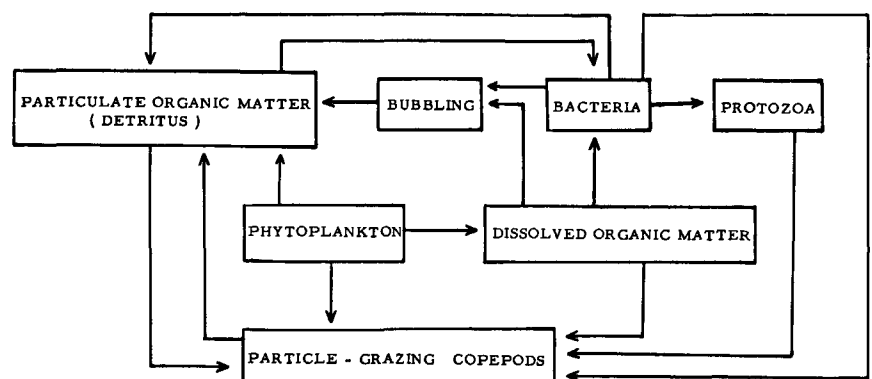 PARTICULATE ORGANIC MATTER
( DETRITUS )
BUBBLING
BACTERIA
PROTOZOA
PHYTOPLANKTON
DISSOLVED ORGANIC MATTER
PARTICLE - GRAZING COPEPODS